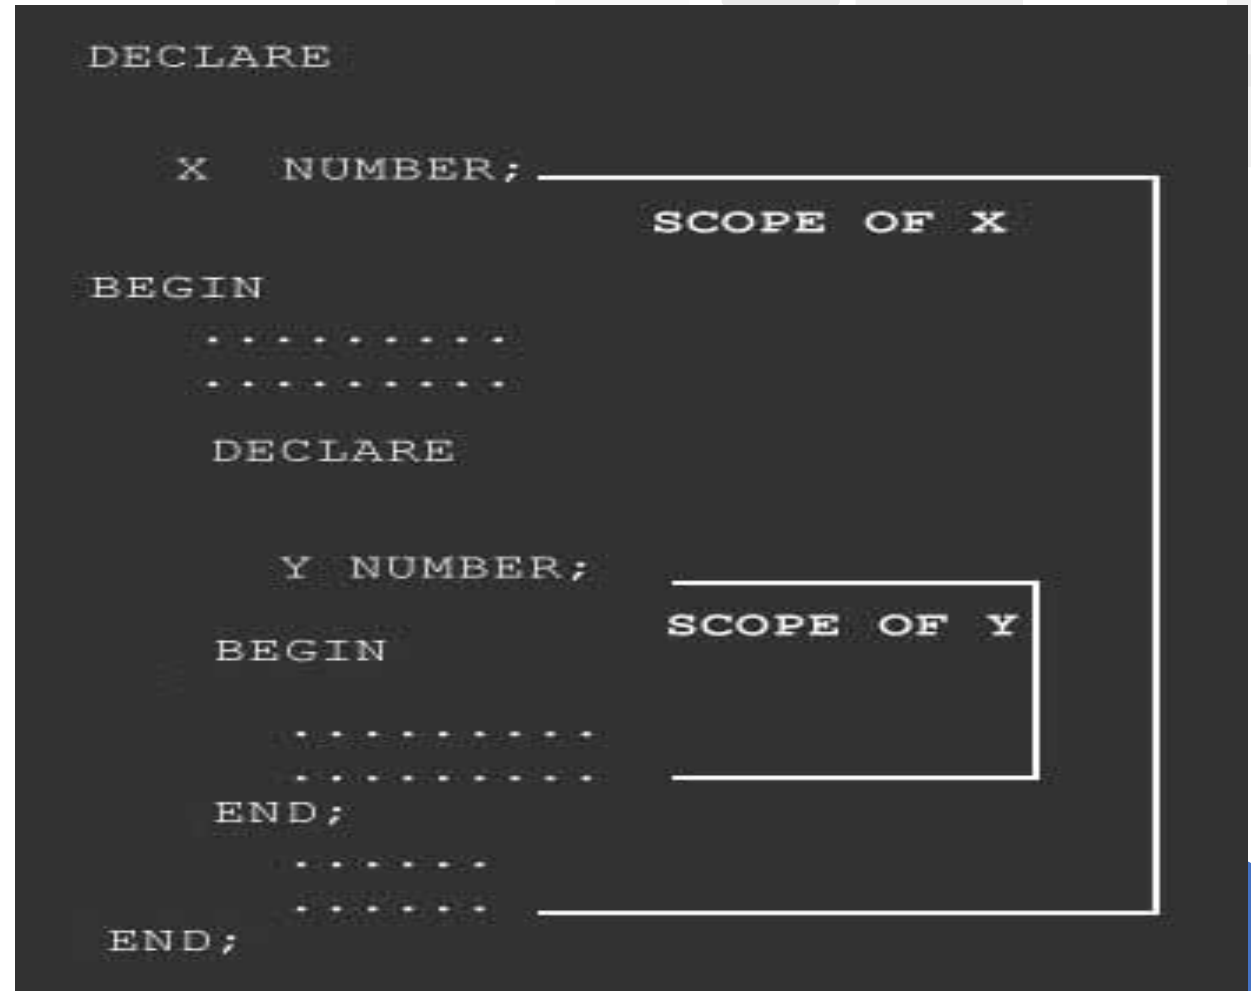 DECLARE
X NUMBER;
SCOPE OF X
BEGIN
. . . . . . . . .
. . . . . . . . .
DECLARE
Y NUMBER;
SCOPE OF Y
BEGIN
. . . . . . . . .
. . . . . . . . .
END;
. . . . . .
. . . . . .
END;